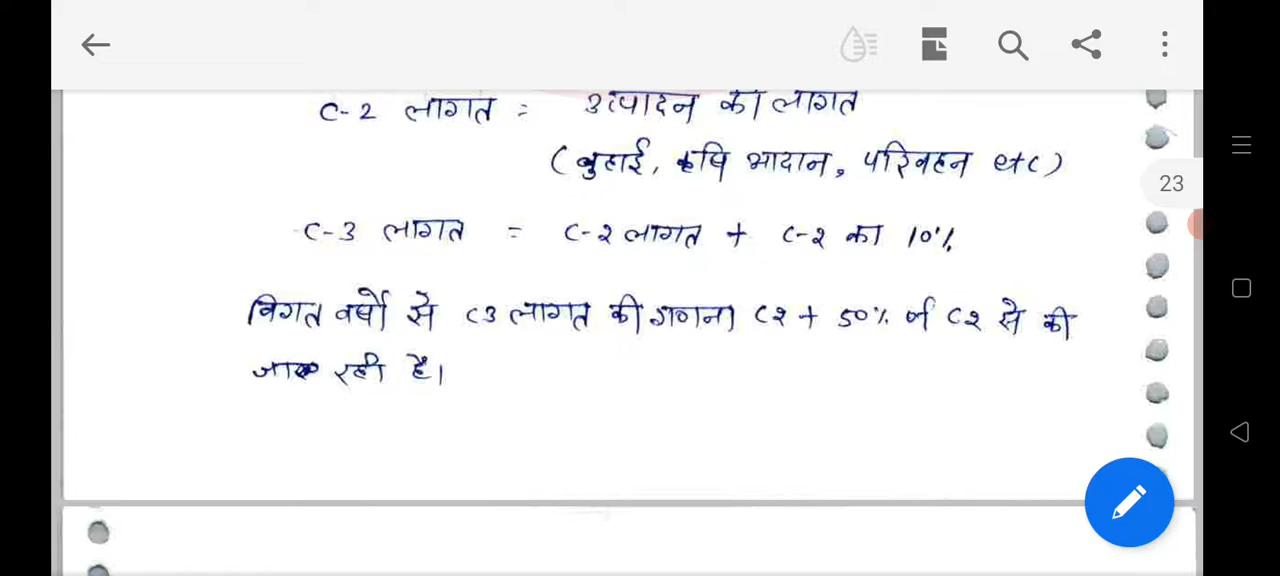 C-2 लागत = उत्पादन की लागत
(बुहाई, कृषि आदान, परिवहन etc)
23
C-3 लागत = C-2 लागत + C-2 का 10%
विगत वर्षों से C3 लागत की गणना C2 + 50% of C2 से की
जा रही है।